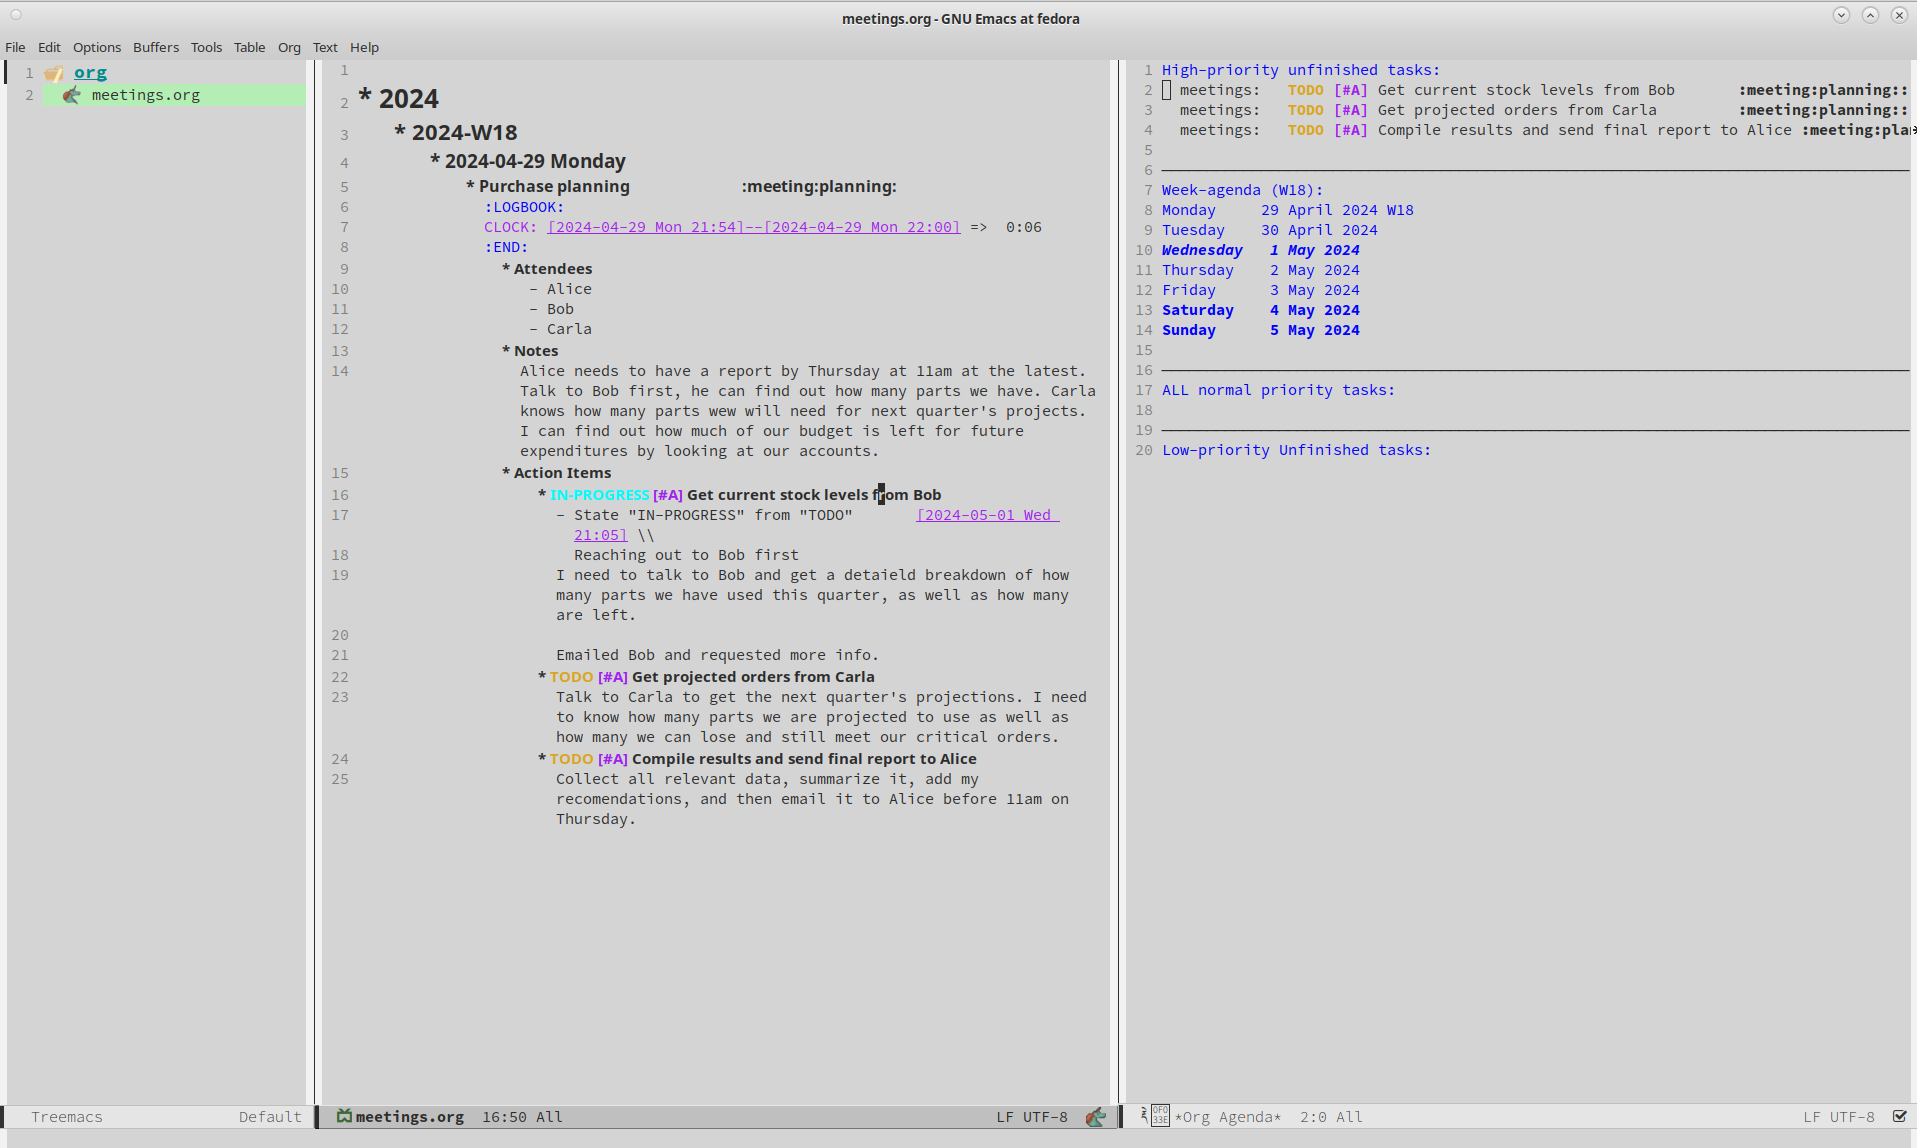 meetings.org - GNU Emacs at fedora
File Edit Options Buffers Tools Table Org Text Help
1 org
2 meetings.org
1
2 * 2024
3 * 2024-W18
4 * 2024-04-29 Monday
5 * Purchase planning :meeting:planning:
6 :LOGBOOK:
7 CLOCK: [2024-04-29 Mon 21:54]--[2024-04-29 Mon 22:00] => 0:06
8 :END:
9 * Attendees
10 - Alice
11 - Bob
12 - Carla
13 * Notes
14 Alice needs to have a report by Thursday at 11am at the latest.
Talk to Bob first, he can find out how many parts we have. Carla
knows how many parts wew will need for next quarter's projects.
I can find out how much of our budget is left for future
expenditures by looking at our accounts.
15 * Action Items
16 * IN-PROGRESS [#A] Get current stock levels from Bob
17 - State "IN-PROGRESS" from "TODO" [2024-05-01 Wed
21:05] \\
18 Reaching out to Bob first
19 I need to talk to Bob and get a detaield breakdown of how
many parts we have used this quarter, as well as how many
are left.
20
21 Emailed Bob and requested more info.
22 * TODO [#A] Get projected orders from Carla
23 Talk to Carla to get the next quarter's projections. I need
to know how many parts we are projected to use as well as
how many we can lose and still meet our critical orders.
24 * TODO [#A] Compile results and send final report to Alice
25 Collect all relevant data, summarize it, add my
recomendations, and then email it to Alice before 11am on
Thursday.
1 High-priority unfinished tasks:
2 meetings: TODO [#A] Get current stock levels from Bob :meeting:planning::
3 meetings: TODO [#A] Get projected orders from Carla :meeting:planning::
4 meetings: TODO [#A] Compile results and send final report to Alice :meeting:pla
5
6
7 Week-agenda (W18):
8 Monday 29 April 2024 W18
9 Tuesday 30 April 2024
10 Wednesday 1 May 2024
11 Thursday 2 May 2024
12 Friday 3 May 2024
13 Saturday 4 May 2024
14 Sunday 5 May 2024
15
16
17 ALL normal priority tasks:
18
19
20 Low-priority Unfinished tasks:
Treemacs Default
meetings.org 16:50 All LF UTF-8
0F0 33E *Org Agenda* 2:0 All LF UTF-8